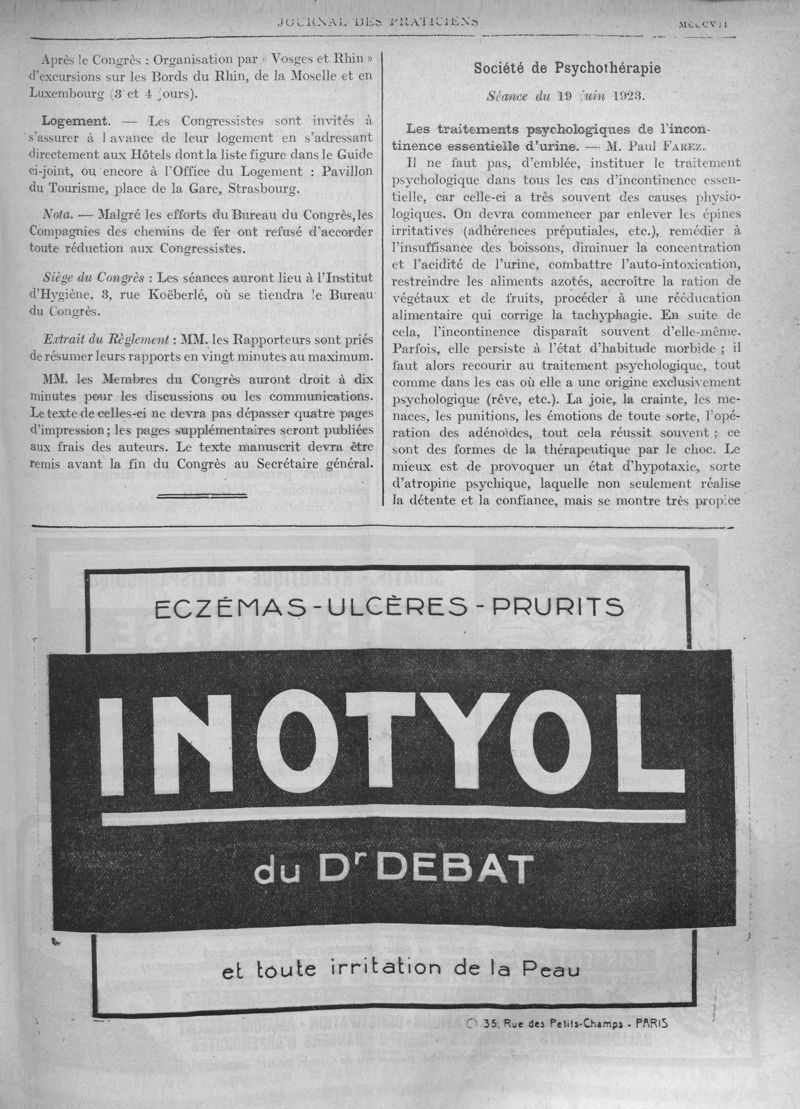 JOURNAL DES PRATICIENS
Après le Congrès : Organisation par « Vosges et Rhin »
d'excursions sur les Bords du Rhin, de la Moselle et en
Luxembourg (3 et 4 jours).
Logement. — Les Congressistes sont invités à
s'assurer à l avance de leur logement en s'adressant
directement aux Hôtels dont la liste figure dans le Guide
ci-joint, ou encore à l'Office du Logement : Pavillon
du Tourisme, place de la Gare, Strasbourg.
Nota. — Malgré les efforts du Bureau du Congrès, les
Compagnies des chemins de fer ont refusé d'accorder
toute réduction aux Congressistes.
Siège du Congrès : Les séances auront lieu à l'Institut
d'Hygiène, 3, rue Koëberlé, où se tiendra le Bureau
du Congrès.
Extrait du Règlement : MM. les Rapporteurs sont priés
de résumer leurs rapports en vingt minutes au maximum.
MM. les Membres du Congrès auront droit à dix
minutes pour les discussions ou les communications.
Le texte de celles-ci ne devra pas dépasser quatre pages
d'impression ; les pages supplémentaires seront publiées
aux frais des auteurs. Le texte manuscrit devra être
remis avant la fin du Congrès au Secrétaire général.
Société de Psychothérapie
Séance du 19 juin 1923.
Les traitements psychologiques de l'incon-
tinence essentielle d'urine. — M. Paul FAREZ.
Il ne faut pas, d'emblée, instituer le traitement
psychologique dans tous les cas d'incontinence essen-
tielle, car celle-ci a très souvent des causes physio-
logiques. On devra commencer par enlever les épines
irritatives (adhérences préputiales, etc.), remédier à
l'insuffisance des boissons, diminuer la concentration
et l'acidité de l'urine, combattre l'auto-intoxication,
restreindre les aliments azotés, accroître la ration de
végétaux et de fruits, procéder à une rééducation
alimentaire qui corrige la tachyphagie. En suite de
cela, l'incontinence disparaît souvent d'elle-même.
Parfois, elle persiste à l'état d'habitude morbide ; il
faut alors recourir au traitement psychologique, tout
comme dans les cas où elle a une origine exclusivement
psychologique (rêve, etc.). La joie, la crainte, les me-
naces, les punitions, les émotions de toute sorte, l'opé-
ration des adénoïdes, tout cela réussit souvent ; ce
sont des formes de la thérapeutique par le choc. Le
mieux est de provoquer un état d'hypotaxie, sorte
d'atropine psychique, laquelle non seulement réalise
la détente et la confiance, mais se montre très propice
ECZÉMAS - ULCÈRES - PRURITS
INOTYOL
du Dr DEBAT
et toute irritation de la Peau
35, Rue des Petits-Champs - PARIS